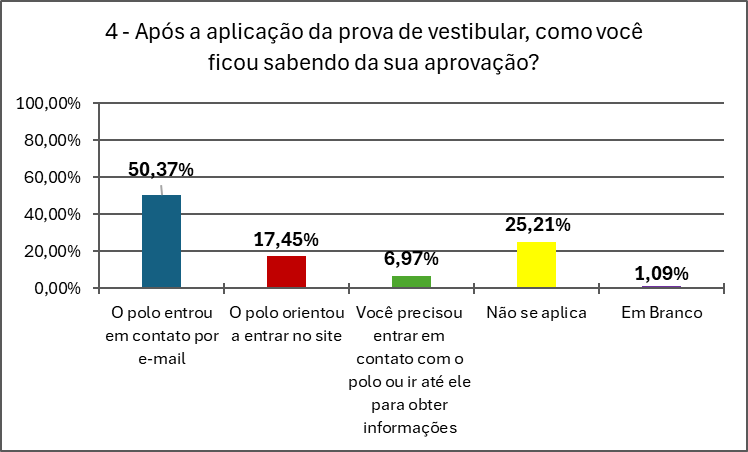 4 - Após a aplicação da prova de vestibular, como você
ficou sabendo da sua aprovação?
100,00%
80,00%
60,00%
40,00%
20,00%
0,00%
50,37%
17,45%
6,97%
25,21%
1,09%
O polo entrou
em contato por
e-mail
O polo orientou
a entrar no site
Você precisou
entrar em
contato com o
polo ou ir até ele
para obter
informações
Não se aplica
Em Branco